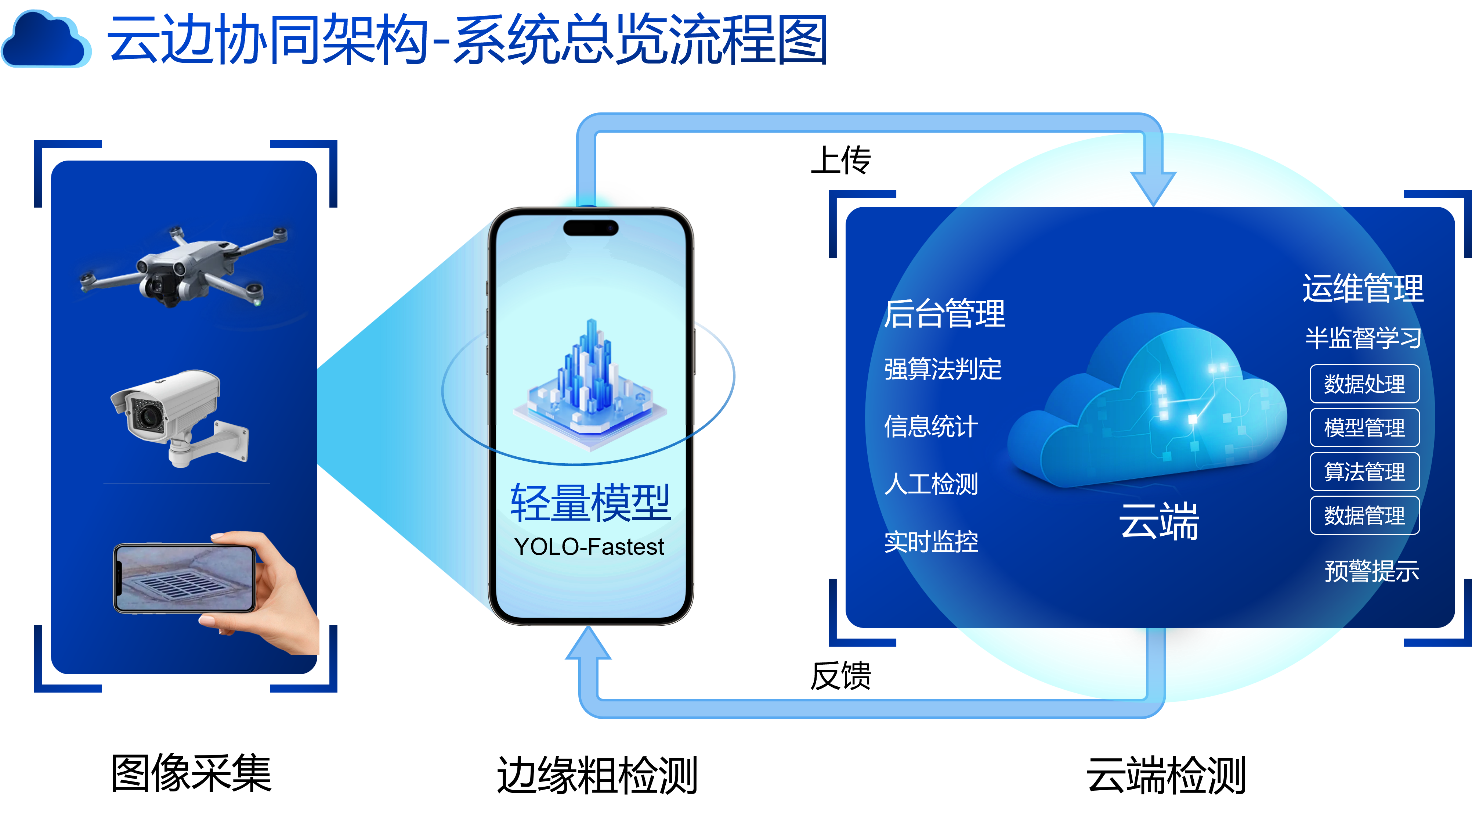 云边协同架构-系统总览流程图
上传
后台管理
强算法判定
信息统计
人工检测
实时监控
运维管理
半监督学习
数据处理
模型管理
算法管理
数据管理
预警提示
云端
轻量模型
YOLO-Fastest
反馈
图像采集
边缘粗检测
云端检测